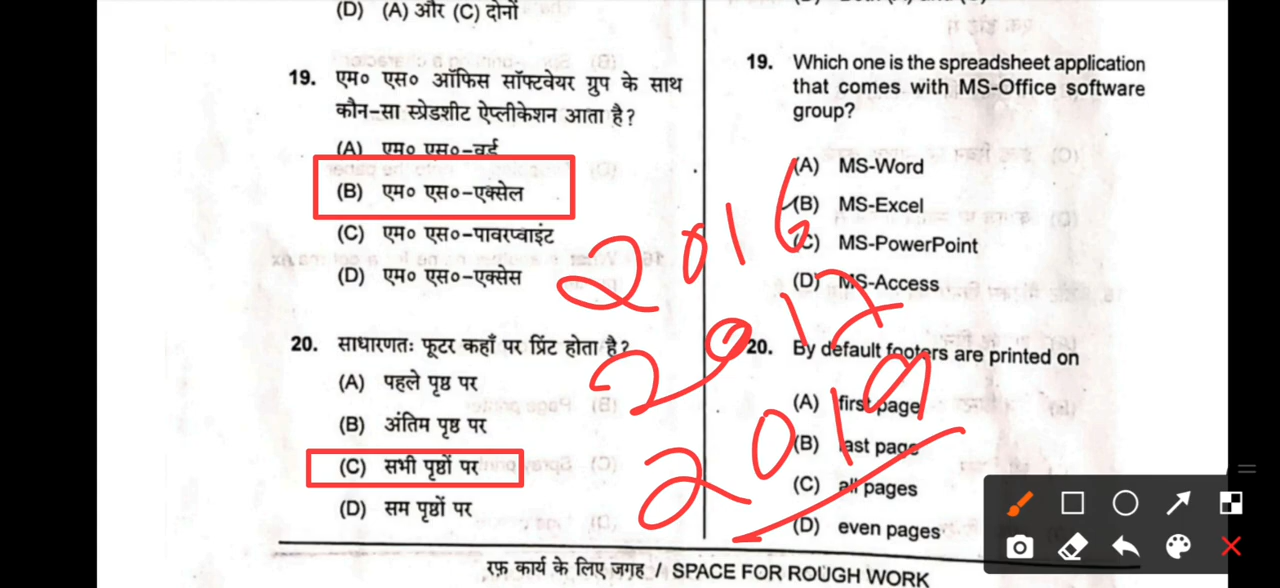 (D) (A) और (C) दोनों
19. एम० एस० ऑफिस सॉफ्टवेयर ग्रुप के साथ
कौन-सा स्प्रेडशीट ऐप्लीकेशन आता है?
(A) एम० एस०-वर्ड
(B) एम० एस०-एक्सेल
(C) एम० एस०-पावरप्वाइंट
(D) एम० एस०-एक्सेस
20. साधारणतः फूटर कहाँ पर प्रिंट होता है?
(A) पहले पृष्ठ पर
(B) अंतिम पृष्ठ पर
(C) सभी पृष्ठों पर
(D) सम पृष्ठों पर
19. Which one is the spreadsheet application
that comes with MS-Office software
group?
(A) MS-Word
(B) MS-Excel
(C) MS-PowerPoint
(D) MS-Access
20. By default footers are printed on
(A) first page
(B) last page
(C) all pages
(D) even pages
2016
2017
2019
रफ़ कार्य के लिए जगह / SPACE FOR ROUGH WORK